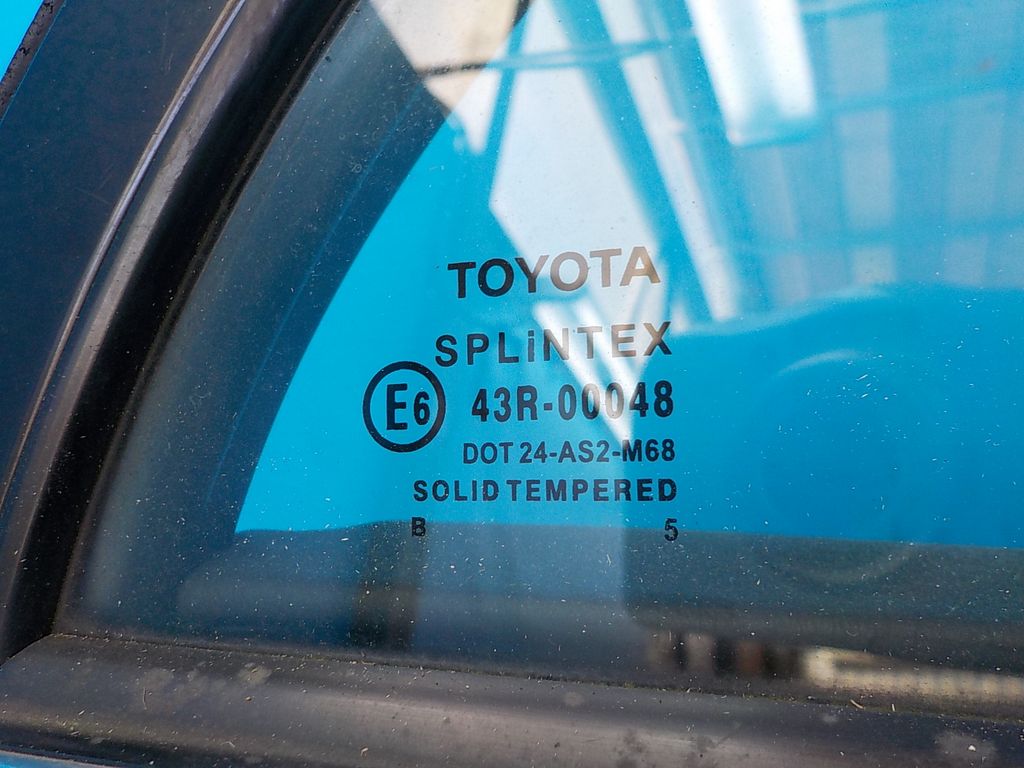 TOYOTA
SPLiNTEX
E6 43R-00048
DOT 24-AS2-M68
SOLID TEMPERED
B 5